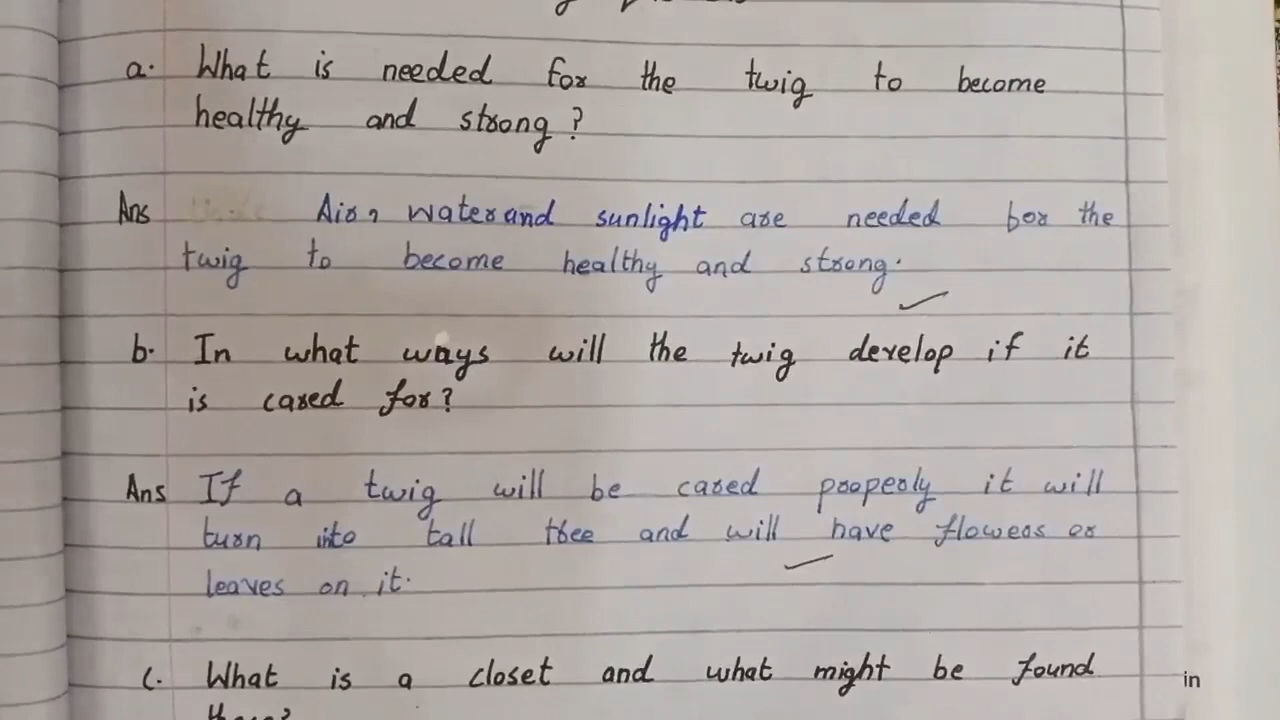 a. What is needed for the twig to become
healthy and strong?
Ans Air, water and sunlight are needed for the
twig to become healthy and strong.
b. In what ways will the twig develop if it
is cared for?
Ans If a twig will be cared properly it will
turn into tall tree and will have flowers or
leaves on it.
c. What is a closet and what might be found
in